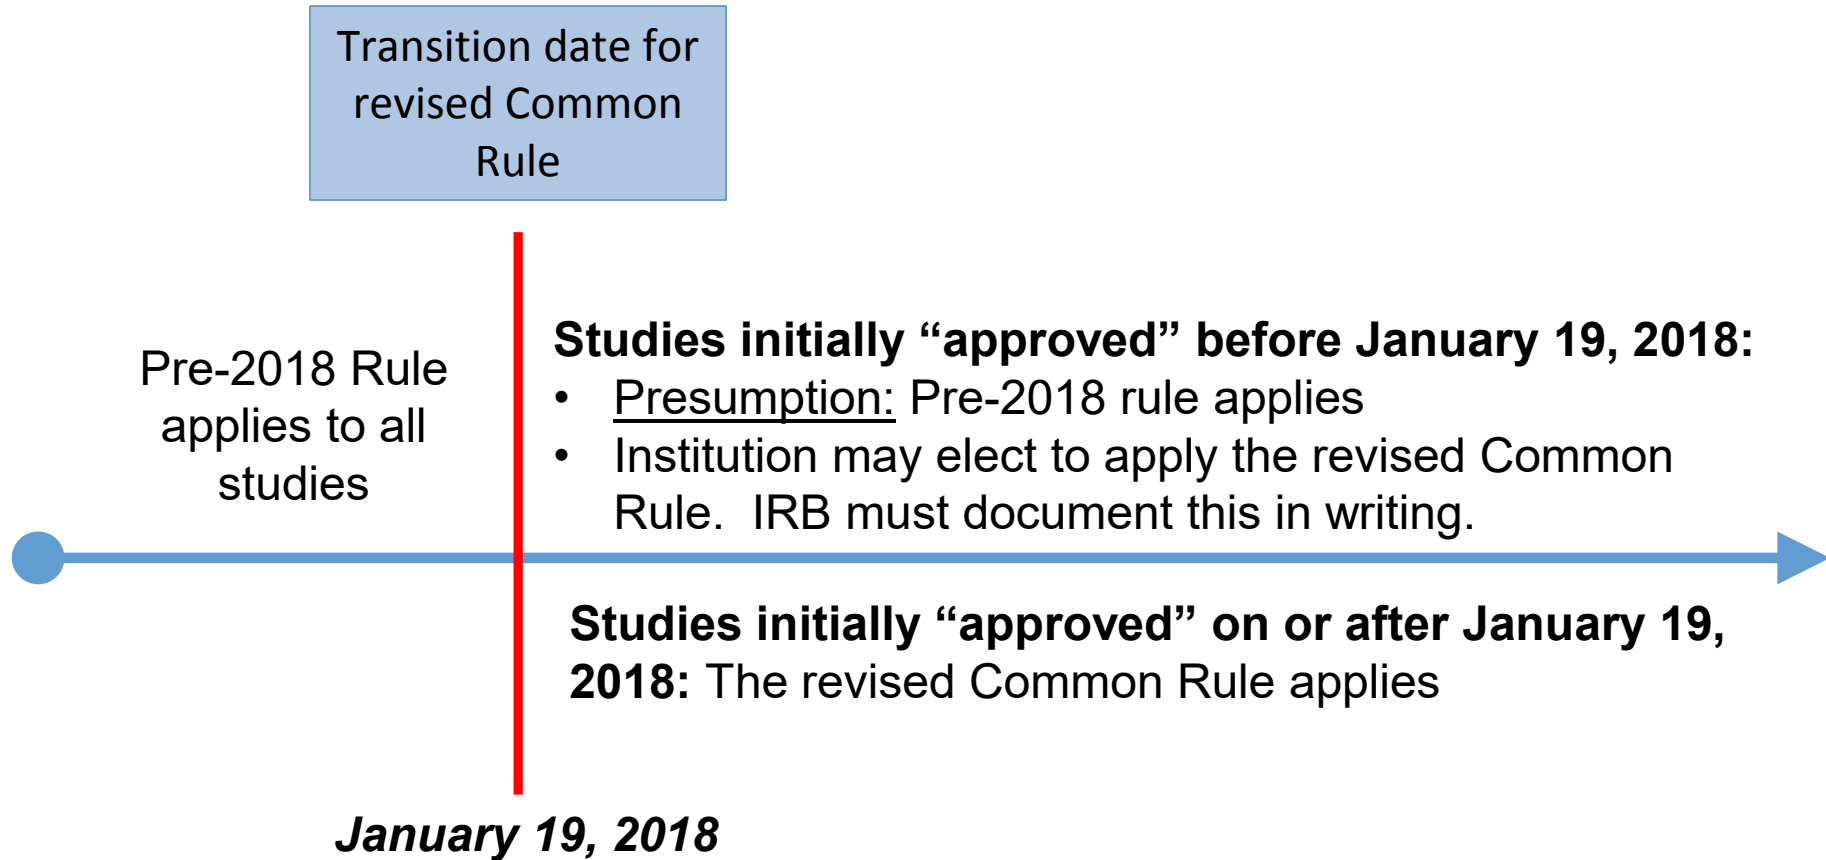 Transition date for
revised Common
Rule
Pre-2018 Rule
applies to all
studies
Studies initially “approved” before January 19, 2018:
• Presumption: Pre-2018 rule applies
• Institution may elect to apply the revised Common
Rule.  IRB must document this in writing.
Studies initially “approved” on or after January 19,
2018: The revised Common Rule applies
January 19, 2018